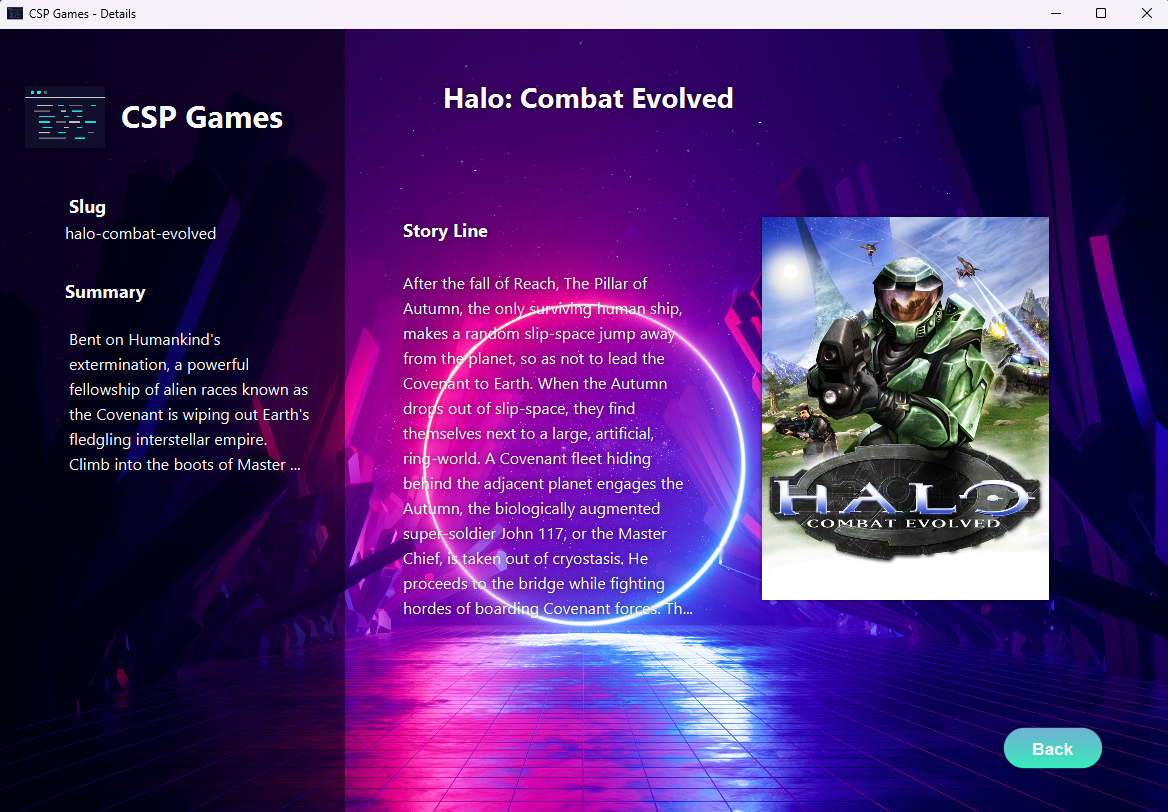 CSP Games - Details
CSP Games
Slug
halo-combat-evolved
Summary
Bent on Humankind's
extermination, a powerful
fellowship of alien races known as
the Covenant is wiping out Earth's
fledgling interstellar empire.
Climb into the boots of Master ...
Halo: Combat Evolved
Story Line
After the fall of Reach, The Pillar of
Autumn, the only surviving human ship,
makes a random slip-space jump away
from the planet, so as not to lead the
Covenant to Earth. When the Autumn
drops out of slip-space, they find
themselves next to a large, artificial,
ring-world. A Covenant fleet hiding
behind the adjacent planet engages the
Autumn, the biologically augmented
super-soldier John 117, or the Master
Chief, is taken out of cryostasis. He
proceeds to the bridge while fighting
hordes of boarding Covenant forces. Th...
HALO
COMBAT EVOLVED
Back